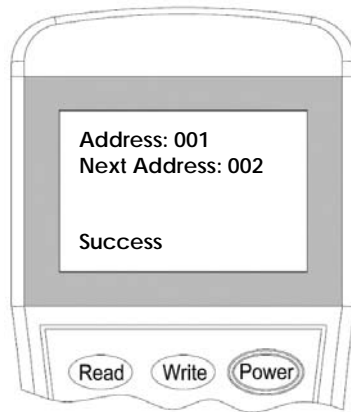 Address: 001
Next Address: 002
Success
Read Write Power